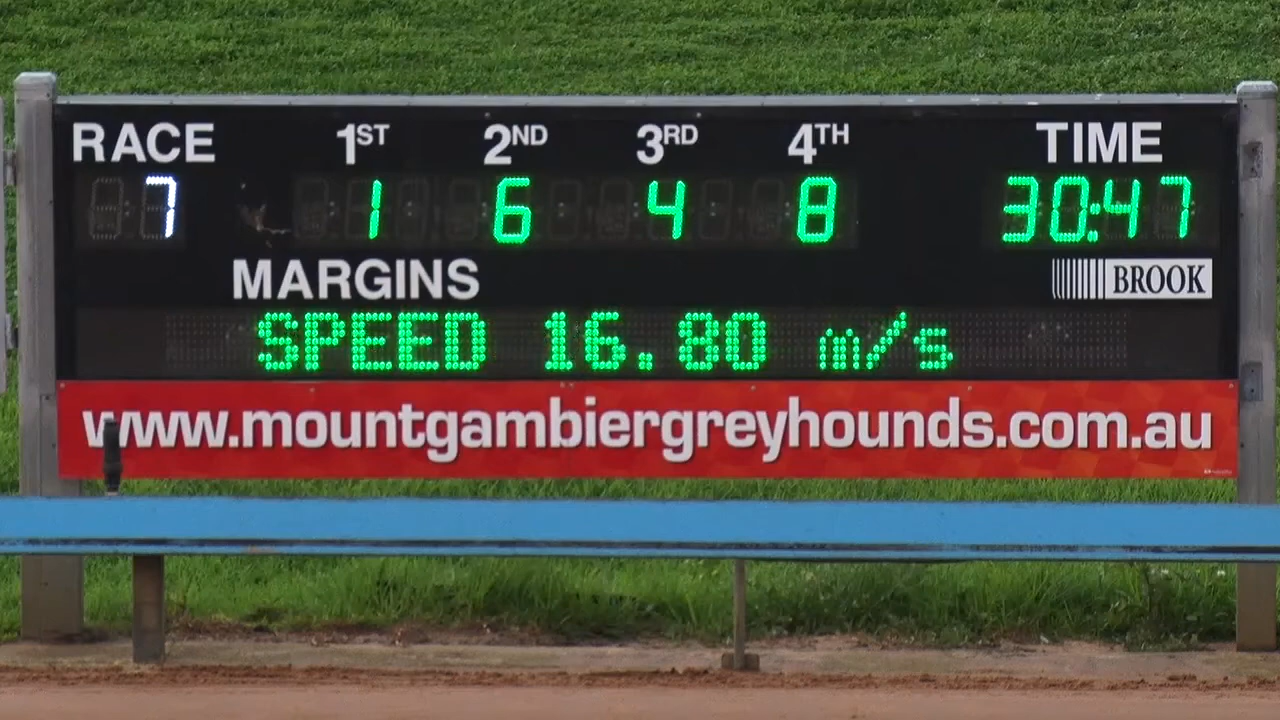 RACE 1ST 2ND 3RD 4TH TIME
7 1 6 4 8 30:47
MARGINS BROOK
SPEED 16.80 m/s
www.mountgambiergreyhounds.com.au